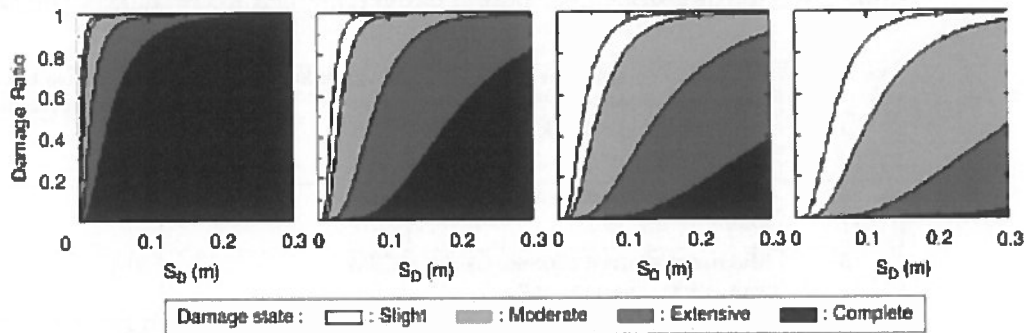 Damage Ratio
1
0.8
0.6
0.4
0.2
0 0.1 0.2 0.3 0 0.1 0.2 0.3 0 0.1 0.2 0.3 0 0.1 0.2 0.3
S_D (m) S_D (m) S_D (m) S_D (m)
Damage state : : Slight : Moderate : Extensive : Complete